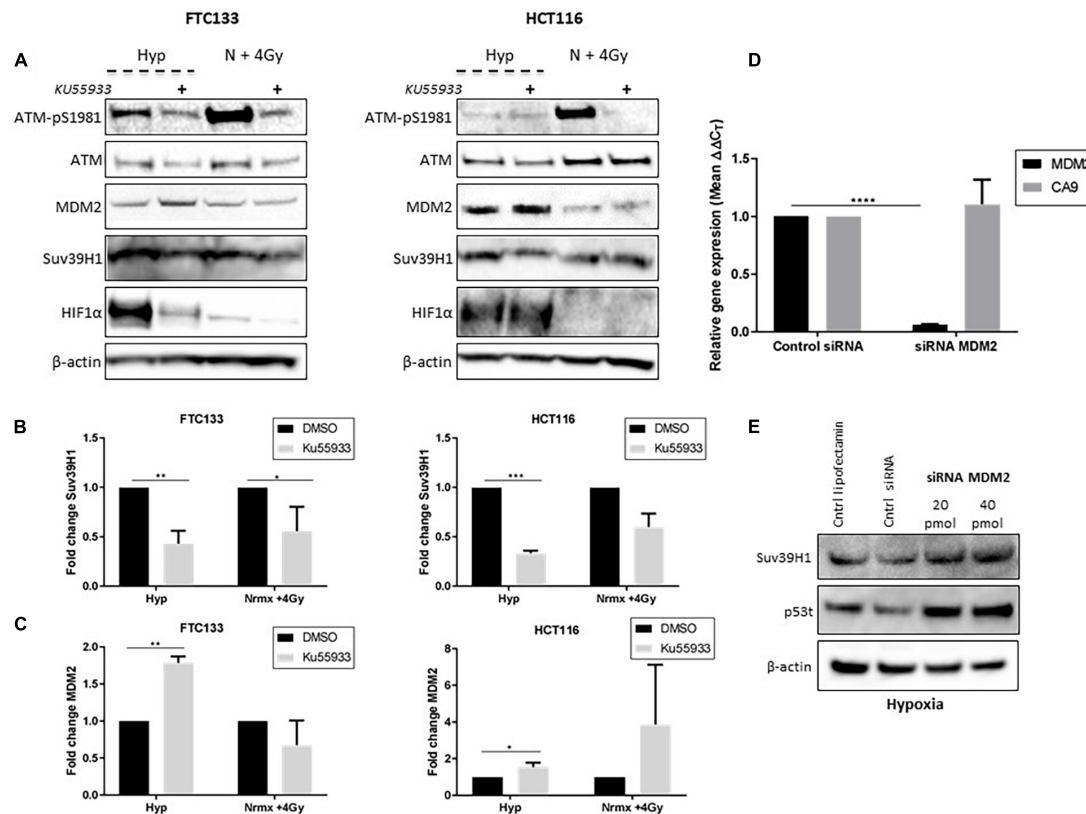 FTC133
HCT116
A
Hyp
N + 4Gy
KU55933
+
+
ATM-pS1981
ATM
MDM2
Suv39H1
HIF1α
β-actin
Hyp
N + 4Gy
KU55933
+
+
ATM-pS1981
ATM
MDM2
Suv39H1
HIF1α
β-actin
D
Relative gene expresion (Mean ΔΔCT)
1.5
1.0
0.5
0.0
****
MDM2
CA9
Control siRNA
siRNA MDM2
B
FTC133
DMSO
Ku55933
Fold change Suv39H1
1.5
1.0
0.5
0.0
**
*
Hyp
Nrmx +4Gy
HCT116
DMSO
Ku55933
Fold change Suv39H1
1.5
1.0
0.5
0.0
***
Hyp
Nrmx +4Gy
C
FTC133
DMSO
Ku55933
Fold change MDM2
2.0
1.5
1.0
0.5
0.0
**
Hyp
Nrmx +4Gy
HCT116
DMSO
Ku55933
Fold change MDM2
8
6
4
2
0
*
Hyp
Nrmx +4Gy
E
Cntrl lipofectamin
Cntrl siRNA
siRNA MDM2
20
pmol
40
pmol
Suv39H1
p53t
β-actin
Hypoxia